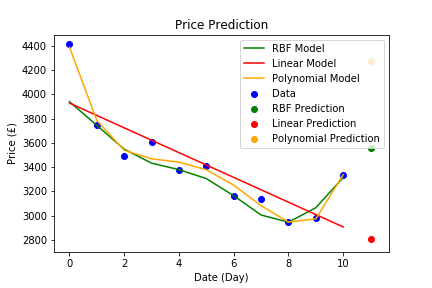 Price Prediction
4400
4200
4000
3800
3600
3400
3200
3000
2800
Price (£)
RBF Model
Linear Model
Polynomial Model
Data
RBF Prediction
Linear Prediction
Polynomial Prediction
0 2 4 6 8 10
Date (Day)